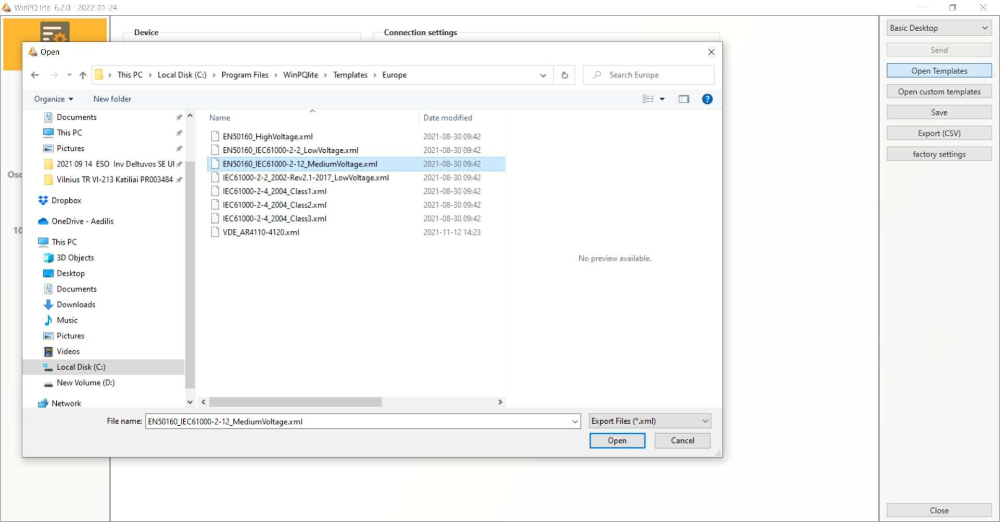 WinPQ lite 6.2.0 - 2022-01-24
Device
Connection settings
Basic Desktop
Send
Open Templates
Open custom templates
Save
Export (CSV)
factory settings
Close
Open
This PC > Local Disk (C:) > Program Files > WinPQlite > Templates > Europe
Search Europe
Organize
New folder
Documents
This PC
Pictures
2021 09 14 ESO Inv Deltuvos SE UI
Vilnius TR VI-213 Katiliai PR003484
Dropbox
OneDrive - Aedilis
This PC
3D Objects
Desktop
Documents
Downloads
Music
Pictures
Videos
Local Disk (C:)
New Volume (D:)
Network
Name Date modified
EN50160_HighVoltage.xml 2021-08-30 09:42
EN50160_IEC61000-2-2_LowVoltage.xml 2021-08-30 09:42
EN50160_IEC61000-2-12_MediumVoltage.xml 2021-08-30 09:42
IEC61000-2-2_2002-Rev2.1-2017_LowVoltage.xml 2021-08-30 09:42
IEC61000-2-4_2004_Class1.xml 2021-08-30 09:42
IEC61000-2-4_2004_Class2.xml 2021-08-30 09:42
IEC61000-2-4_2004_Class3.xml 2021-08-30 09:42
VDE_AR4110-4120.xml 2021-11-12 14:23
No preview available.
File name: EN50160_IEC61000-2-12_MediumVoltage.xml
Export Files (*.xml)
Open
Cancel
Osc
10